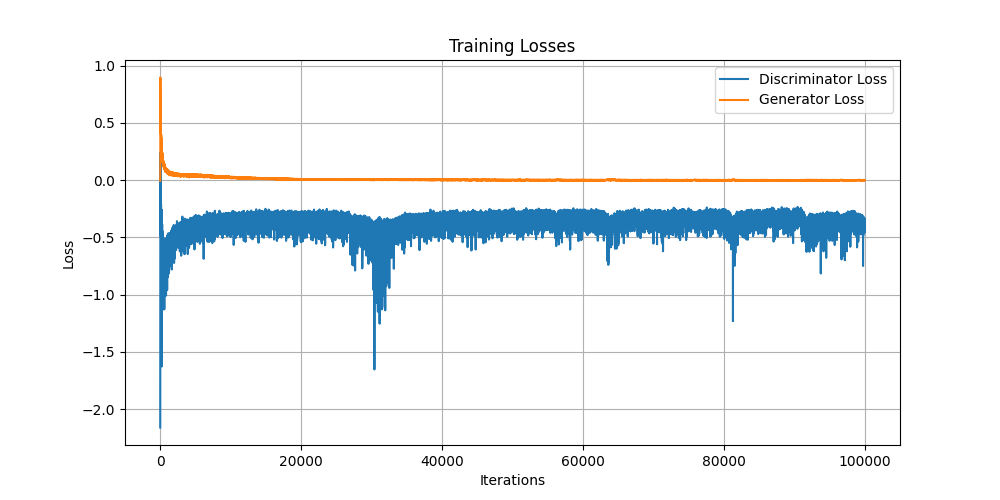 Training Losses
1.0
0.5
0.0
−0.5
−1.0
−1.5
−2.0
Loss
Discriminator Loss
Generator Loss
0 20000 40000 60000 80000 100000
Iterations